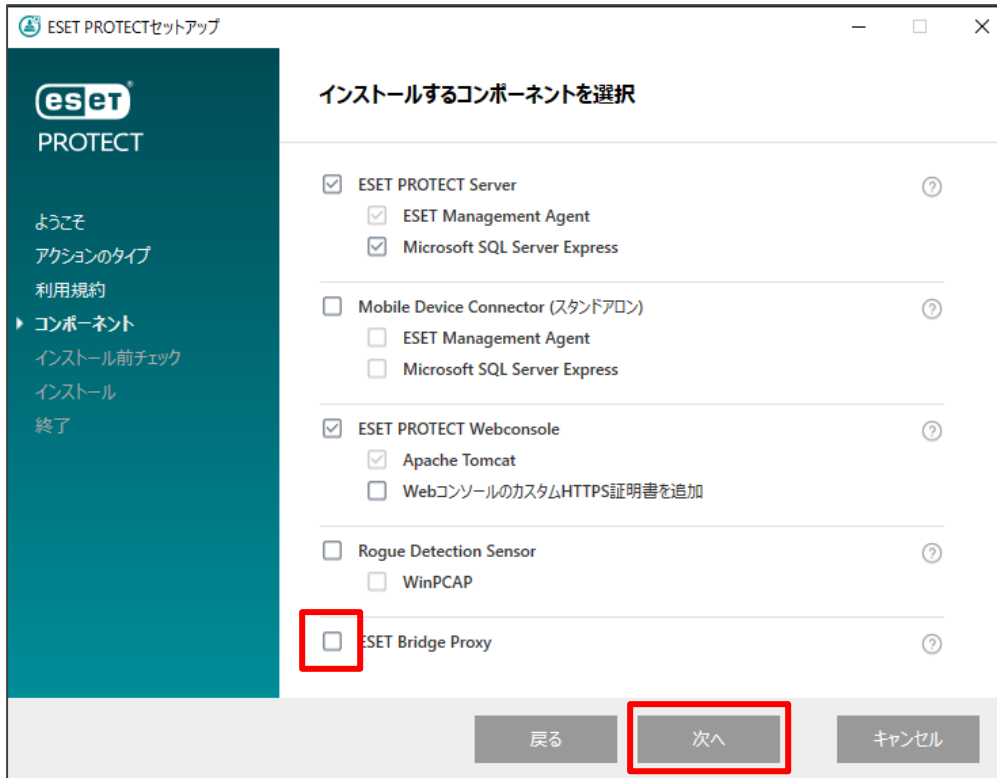 ESET PROTECTセットアップ
eset®
PROTECT
ようこそ
アクションのタイプ
利用規約
コンポーネント
インストール前チェック
インストール
終了
インストールするコンポーネントを選択
ESET PROTECT Server
ESET Management Agent
Microsoft SQL Server Express
Mobile Device Connector (スタンドアロン)
ESET Management Agent
Microsoft SQL Server Express
ESET PROTECT Webconsole
Apache Tomcat
WebコンソールのカスタムHTTPS証明書を追加
Rogue Detection Sensor
WinPCAP
ESET Bridge Proxy
戻る
次へ
キャンセル